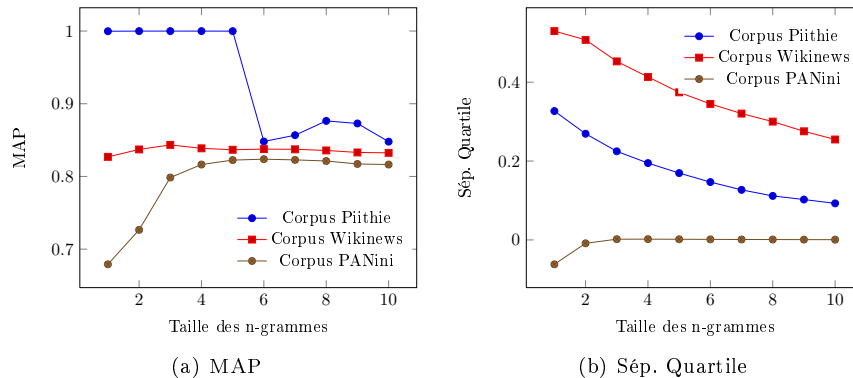 1
0.9
0.8
0.7
MAP
2
4
6
8
10
Taille des n-grammes
Corpus Piithie
Corpus Wikinews
Corpus PANini
(a) MAP
0.4
0.2
0
Sép. Quartile
2
4
6
8
10
Taille des n-grammes
Corpus Piithie
Corpus Wikinews
Corpus PANini
(b) Sép. Quartile